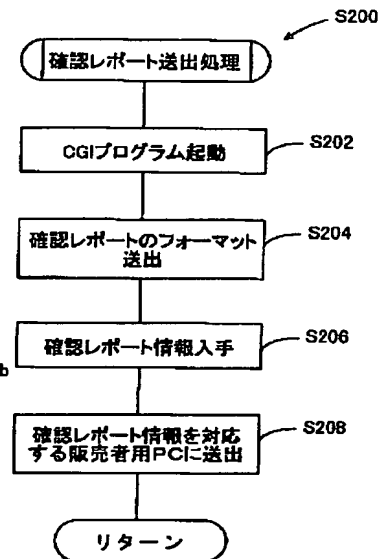 S200
確認レポート送出処理
CGIプログラム起動
S202
確認レポートのフォーマット
送出
S204
確認レポート情報入手
S206
b
確認レポート情報を対応
する販売者用PCに送出
S208
リターン